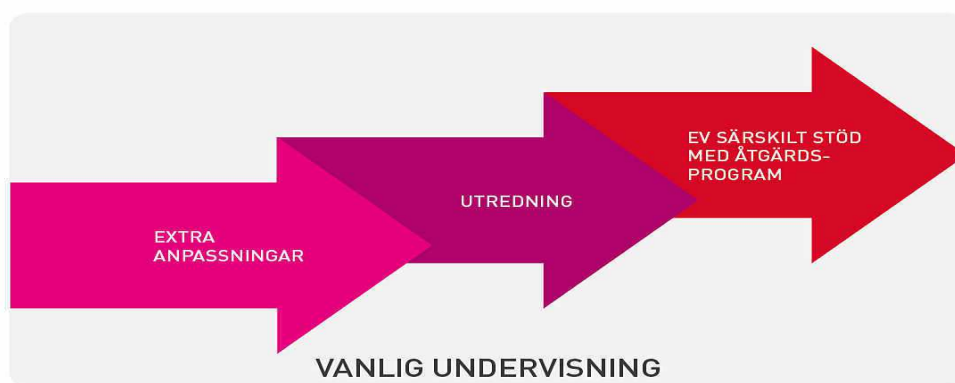 EXTRA
ANPASSNINGAR
UTREDNING
EV SÄRSKILT STÖD
MED ÅTGÄRDS-
PROGRAM
VANLIG UNDERVISNING